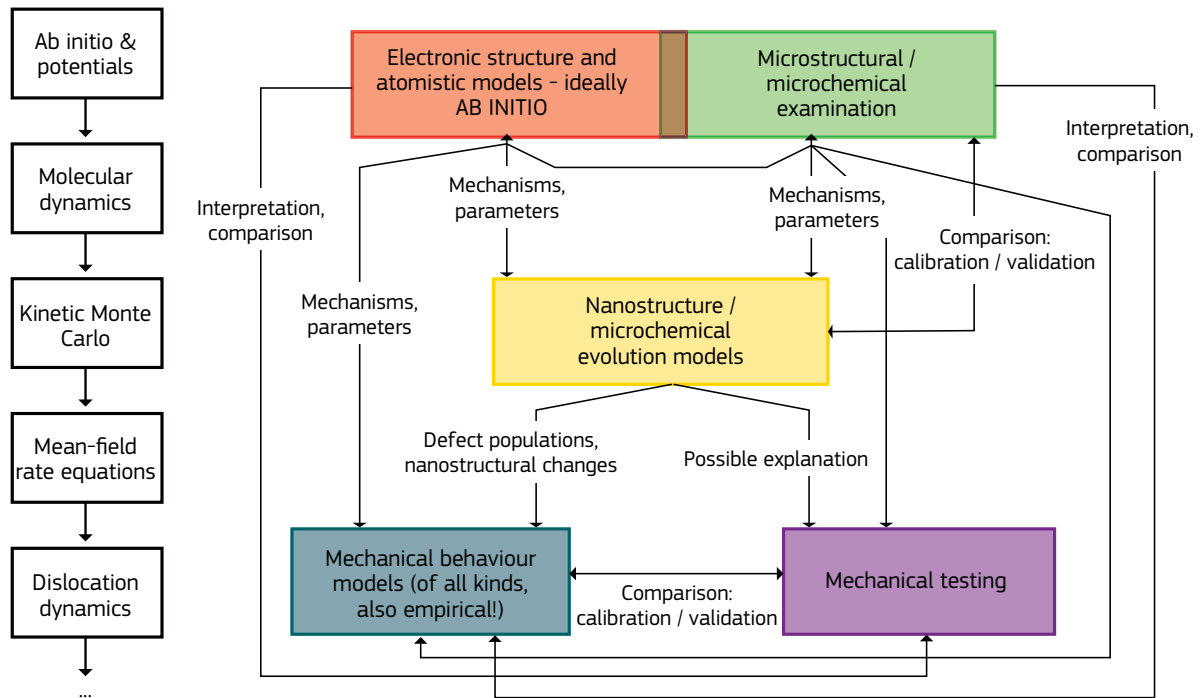 Ab initio &
potentials
Molecular
dynamics
Kinetic Monte
Carlo
Mean-field
rate equations
Dislocation
dynamics
...
Electronic structure and
atomistic models - ideally
AB INITIO
Microstructural /
microchemical
examination
Interpretation,
comparison
Mechanisms,
parameters
Mechanisms,
parameters
Interpretation,
comparison
Comparison:
calibration / validation
Mechanisms,
parameters
Nanostructure /
microchemical
evolution models
Defect populations,
nanostructural changes
Possible explanation
Mechanical behaviour
models (of all kinds,
also empirical!)
Comparison:
calibration / validation
Mechanical testing